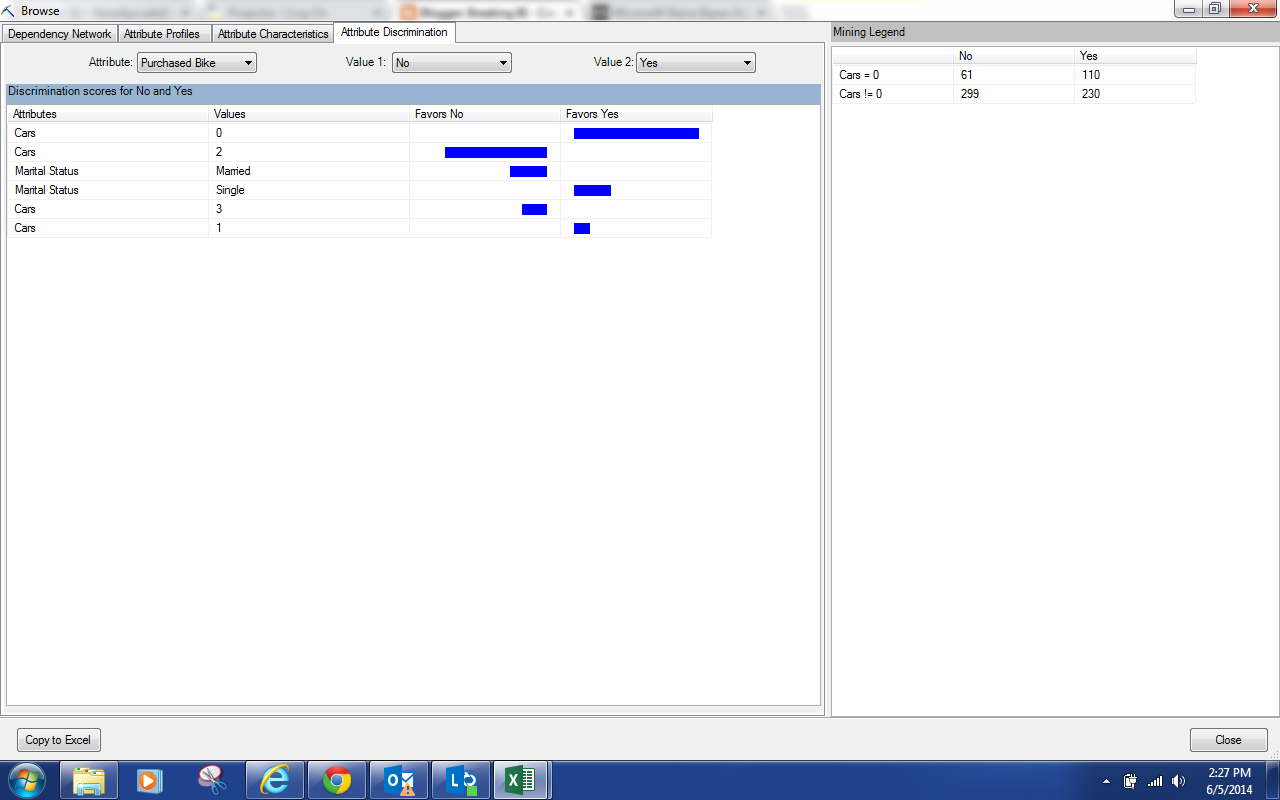 Browse
Dependency Network Attribute Profiles Attribute Characteristics Attribute Discrimination
Mining Legend
Attribute: Purchased Bike Value 1: No Value 2: Yes
No Yes
Cars = 0 61 110
Cars != 0 299 230
Discrimination scores for No and Yes
Attributes Values Favors No Favors Yes
Cars 0
Cars 2
Marital Status Married
Marital Status Single
Cars 3
Cars 1
Copy to Excel Close
2:27 PM
6/5/2014